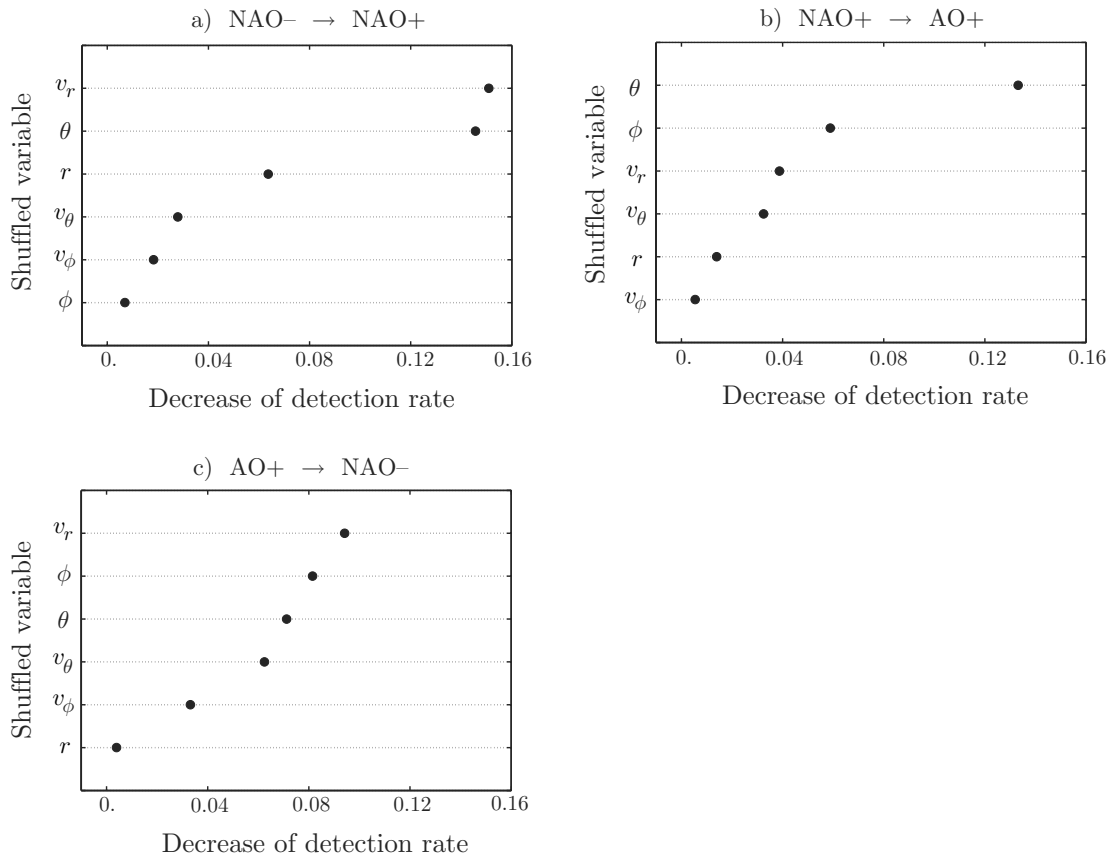 a) NAO– → NAO+
Shuffled variable
v_r
θ
r
v_θ
v_ϕ
ϕ
0. 0.04 0.08 0.12 0.16
Decrease of detection rate
b) NAO+ → AO+
Shuffled variable
θ
ϕ
v_r
v_θ
r
v_ϕ
0. 0.04 0.08 0.12 0.16
Decrease of detection rate
c) AO+ → NAO–
Shuffled variable
v_r
ϕ
θ
v_θ
v_ϕ
r
0. 0.04 0.08 0.12 0.16
Decrease of detection rate